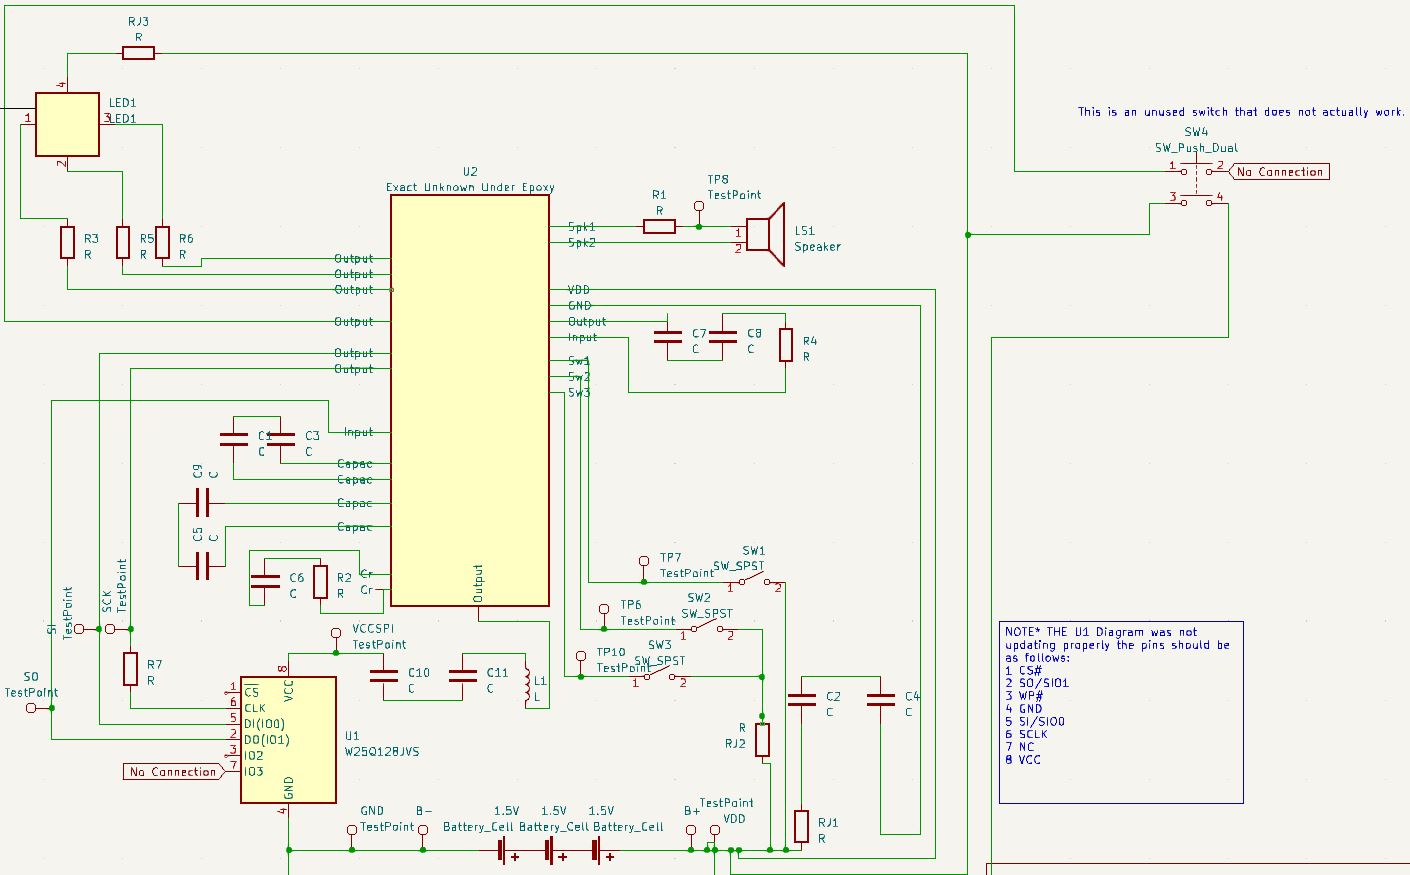 RJ3
R
4
LED1
LED1
1
3
2
R3
R
R5
R
R6
R
U2
Exact Unknown Under Epoxy
Output
Output
Output
Output
Output
Output
Input
Capac
Capac
Capac
Capac
Cr
Cr
Output
Spk1
Spk2
VDD
GND
Output
Input
Sw1
Sw2
Sw3
R1
R
TP8
TestPoint
1
2
LS1
Speaker
C7
C
C8
C
R4
R
This is an unused switch that does not actually work.
SW4
SW_Push_Dual
1
2
No Connection
3
4
C1
C
C3
C
C9
C
C5
C
C6
C
R2
R
SI
TestPoint
SCK
TestPoint
SO
TestPoint
R7
R
VCCSPI
TestPoint
C10
C
C11
C
L1
L
TP7
TestPoint
SW1
SW_SPST
1
2
TP6
TestPoint
SW2
SW_SPST
1
2
TP10
TestPoint
SW3
SW_SPST
1
2
R
RJ2
C2
C
C4
C
8
VCC
1 CS
6 CLK
5 DI(IO0)
2 DO(IO1)
3 IO2
7 IO3
GND
4
No Connection
U1
W25Q128JVS
GND
TestPoint
B-
1.5V
Battery_Cell
1.5V
Battery_Cell
1.5V
Battery_Cell
+
+
+
B+
TestPoint
VDD
RJ1
R
NOTE* THE U1 Diagram was not
updating properly the pins should be
as follows:
1 CS#
2 SO/SIO1
3 WP#
4 GND
5 SI/SIO0
6 SCLK
7 NC
8 VCC